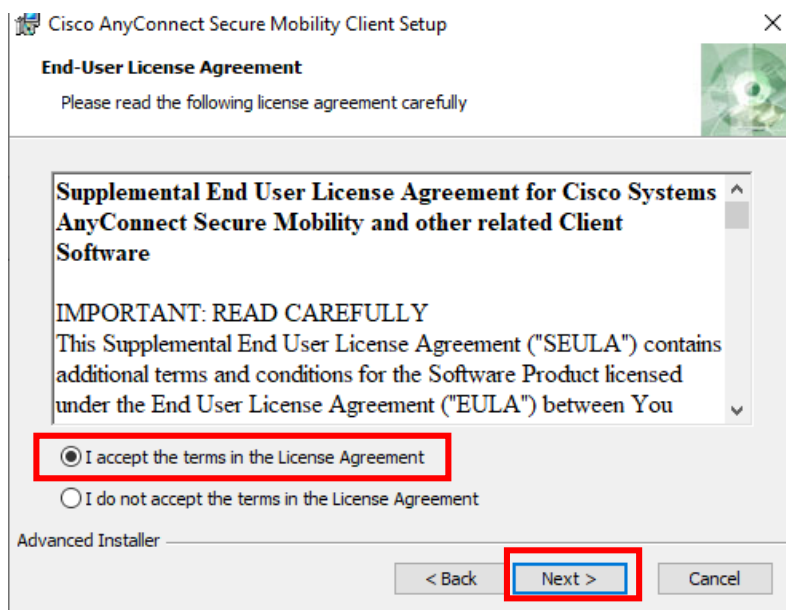 Cisco AnyConnect Secure Mobility Client Setup
End-User License Agreement
Please read the following license agreement carefully
Supplemental End User License Agreement for Cisco Systems
AnyConnect Secure Mobility and other related Client
Software
IMPORTANT: READ CAREFULLY
This Supplemental End User License Agreement ("SEULA") contains
additional terms and conditions for the Software Product licensed
under the End User License Agreement ("EULA") between You
I accept the terms in the License Agreement
I do not accept the terms in the License Agreement
Advanced Installer
< Back Next > Cancel